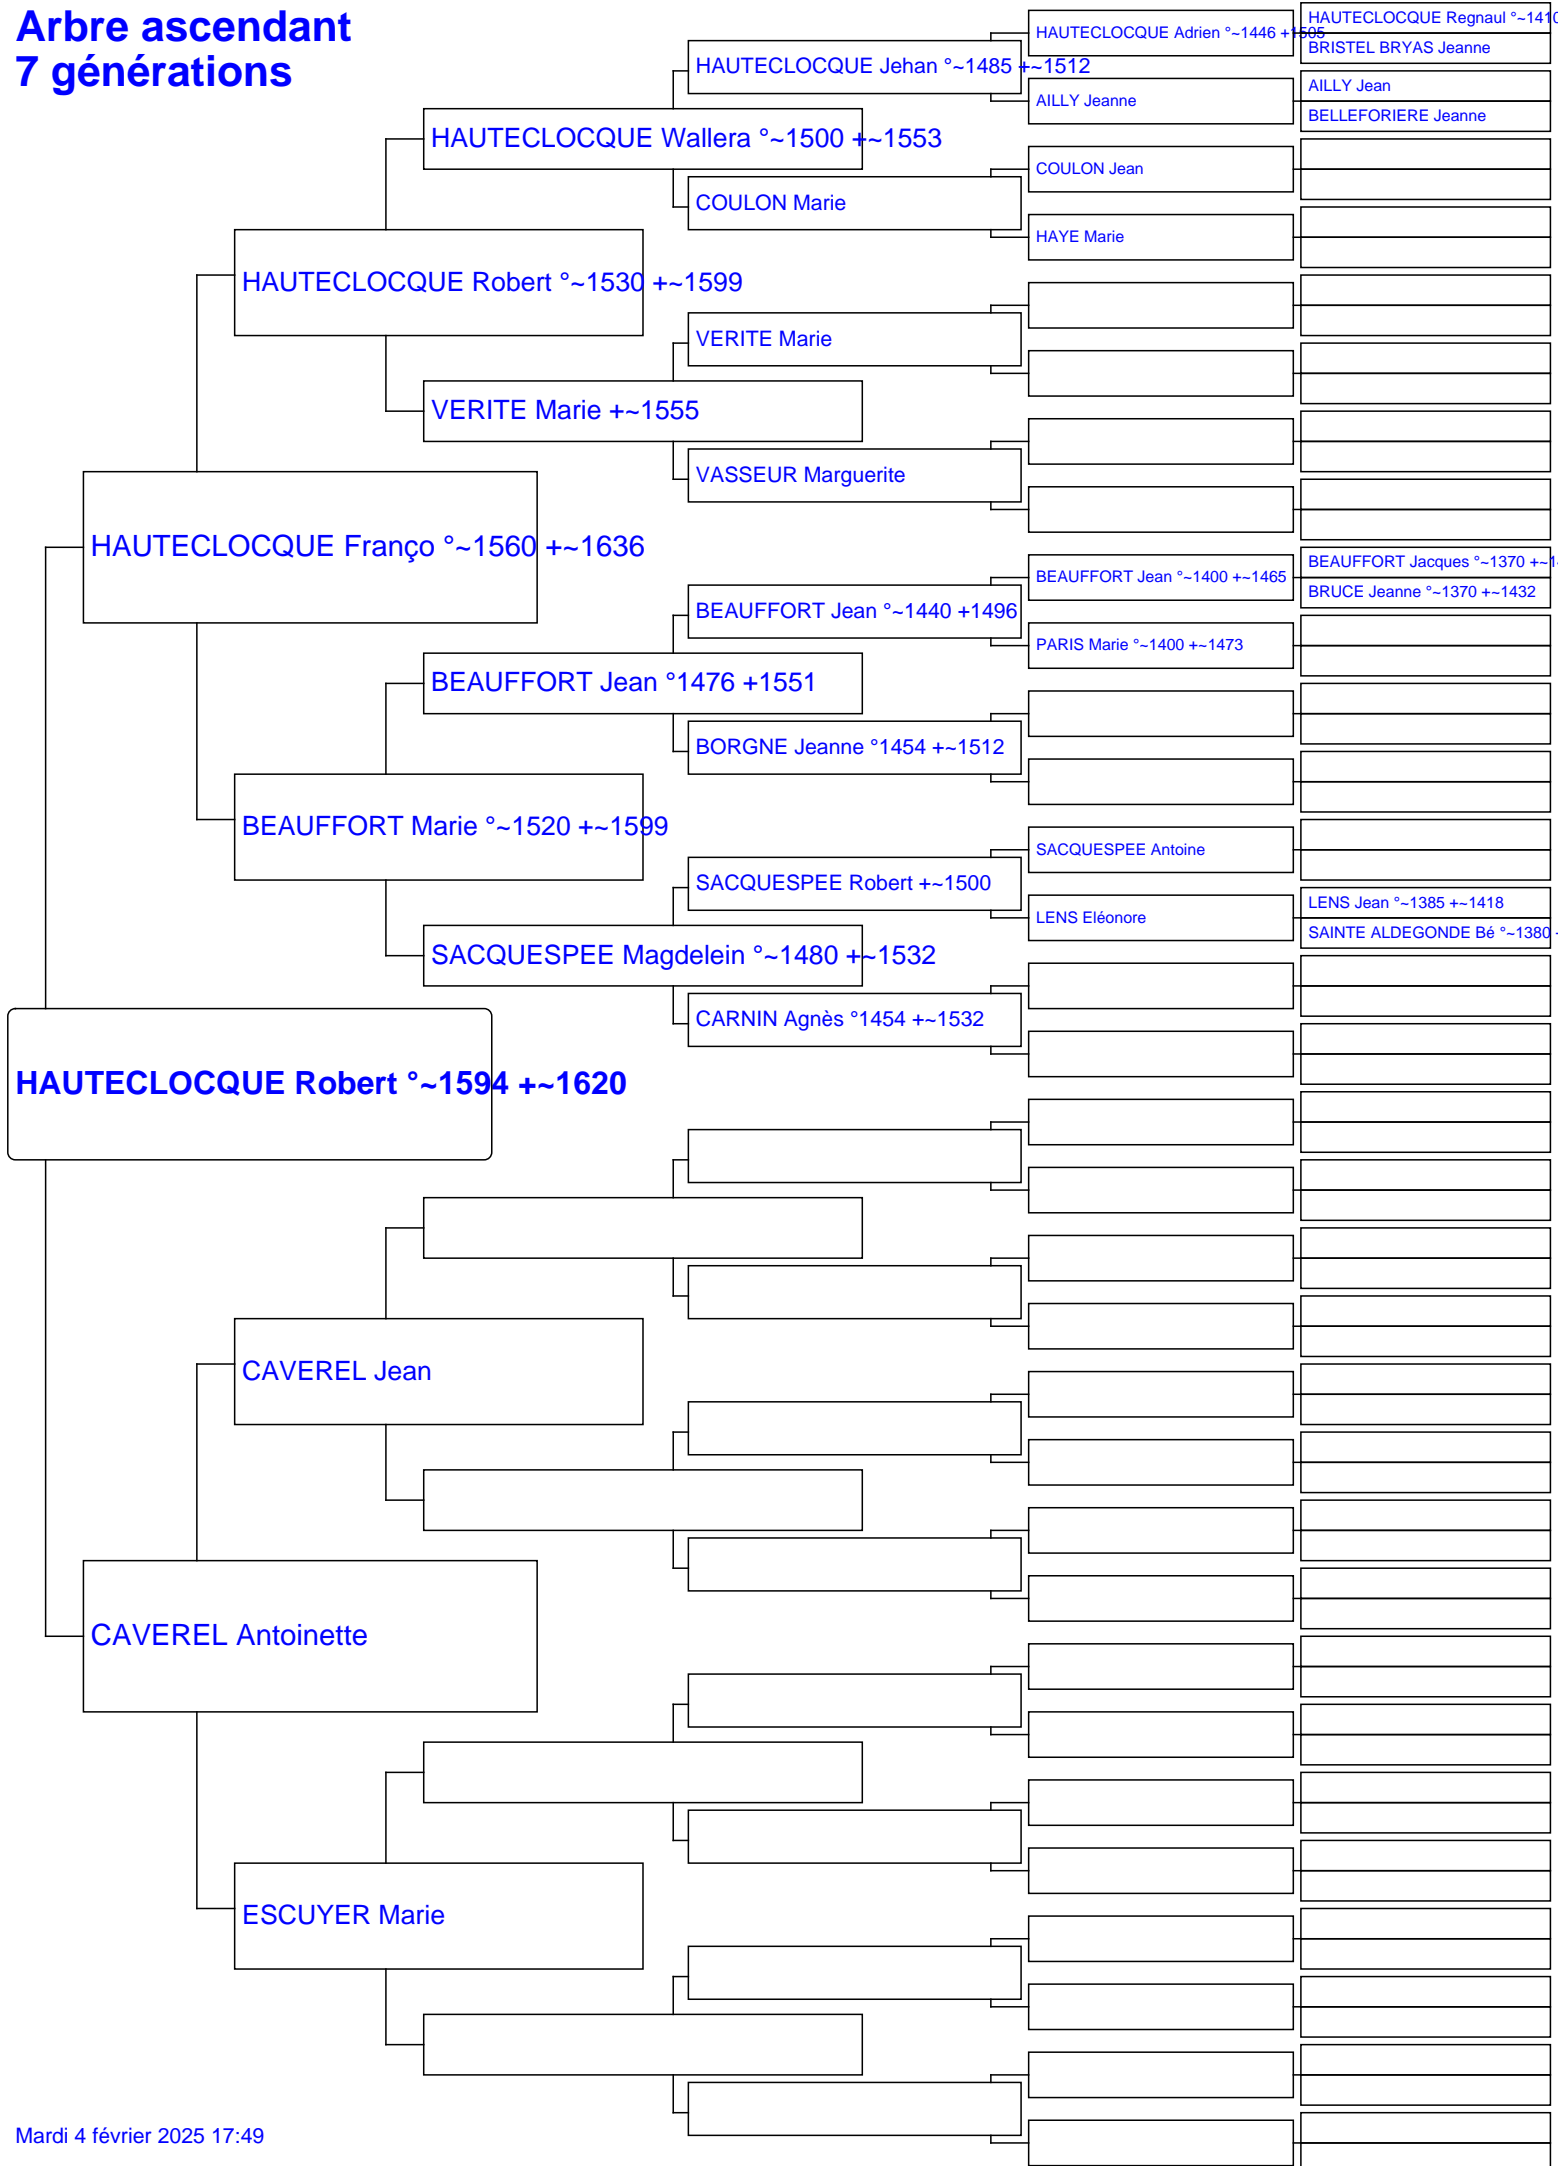 Arbre ascendant
7 générations
HAUTECLOCQUE Regnaul °~1410
HAUTECLOCQUE Adrien °~1446 +1505
BRISTEL BRYAS Jeanne
HAUTECLOCQUE Jehan °~1485 +~1512
AILLY Jean
AILLY Jeanne
BELLEFORIERE Jeanne
HAUTECLOCQUE Wallera °~1500 +~1553
COULON Jean
COULON Marie
HAYE Marie
HAUTECLOCQUE Robert °~1530 +~1599
VERITE Marie
VERITE Marie +~1555
VASSEUR Marguerite
HAUTECLOCQUE Franço °~1560 +~1636
BEAUFFORT Jacques °~1370 +~1
BEAUFFORT Jean °~1400 +~1465
BRUCE Jeanne °~1370 +~1432
BEAUFFORT Jean °~1440 +1496
PARIS Marie °~1400 +~1473
BEAUFFORT Jean °1476 +1551
BORGNE Jeanne °1454 +~1512
BEAUFFORT Marie °~1520 +~1599
SACQUESPEE Antoine
SACQUESPEE Robert +~1500
LENS Jean °~1385 +~1418
LENS Eléonore
SAINTE ALDEGONDE Bé °~1380
SACQUESPEE Magdelein °~1480 +~1532
CARNIN Agnès °1454 +~1532
HAUTECLOCQUE Robert °~1594 +~1620
CAVEREL Jean
CAVEREL Antoinette
ESCUYER Marie
Mardi 4 février 2025 17:49